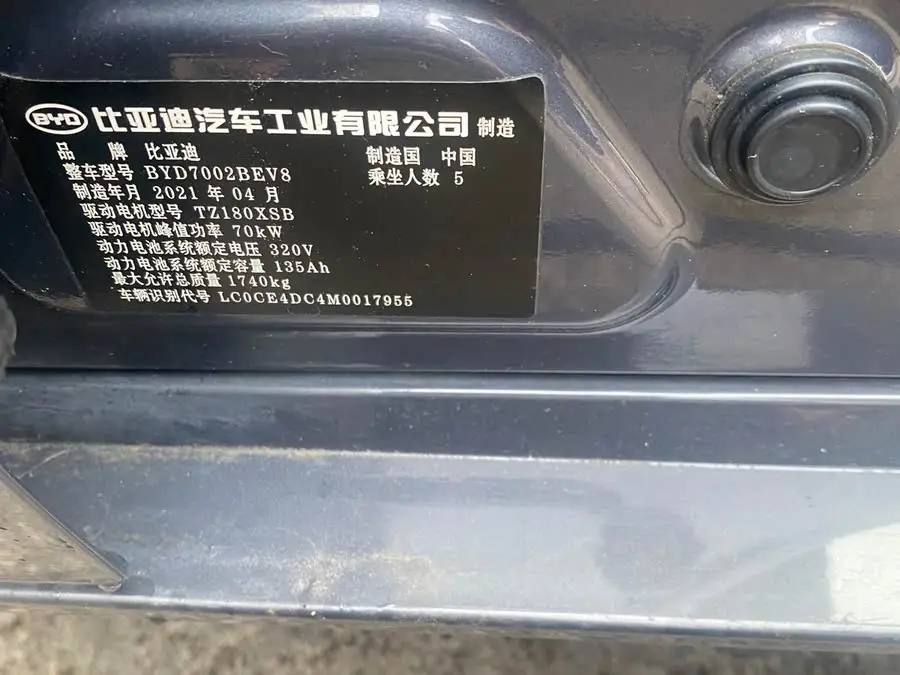 BYD 比亚迪汽车工业有限公司 制造
品 牌 比亚迪 制造国 中国
整车型号 BYD7002BEV8 乘坐人数 5
制造年月 2021 年 04 月
驱动电机型号 TZ180XSB
驱动电机峰值功率 70kW
动力电池系统额定电压 320V
动力电池系统额定容量 135Ah
最大允许总质量 1740kg
车辆识别代号 LC0CE4DC4M0017955